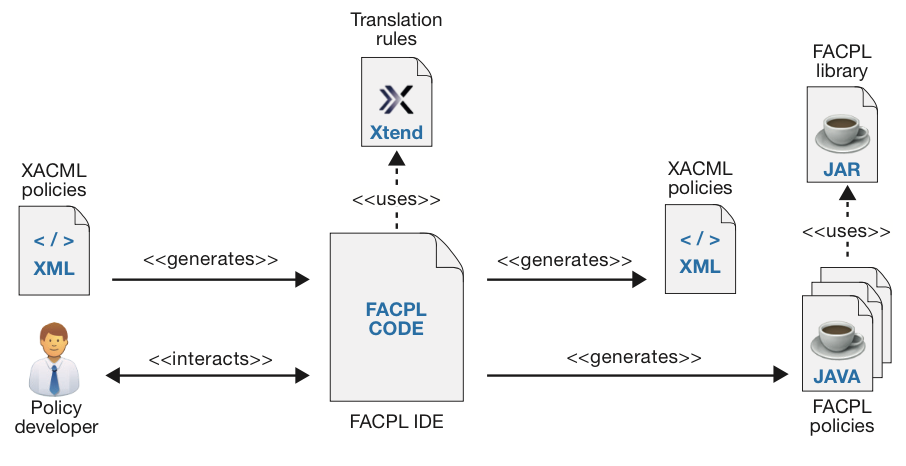 Translation
rules
Xtend
<<uses>>
FACPL
library
JAR
<<uses>>
XACML
policies
</>
XML
<<generates>>
FACPL
CODE
FACPL IDE
<<generates>>
XACML
policies
</>
XML
Policy
developer
<<interacts>>
<<generates>>
JAVA
FACPL
policies